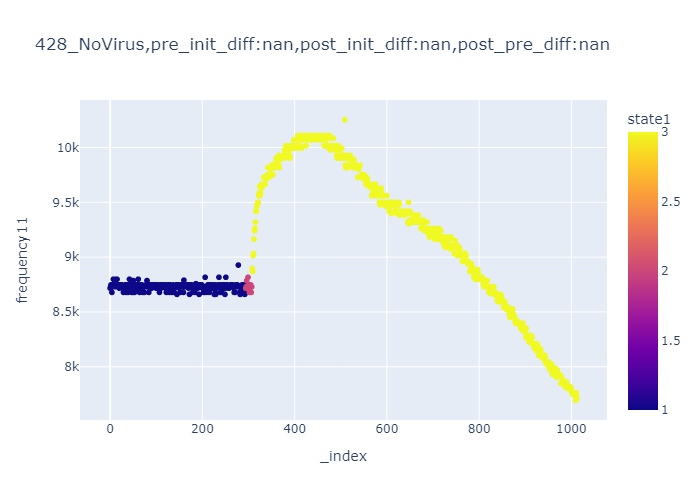 428_NoVirus,pre_init_diff:nan,post_init_diff:nan,post_pre_diff:nan
state1
3
2.5
2
1.5
1
10k
9.5k
9k
8.5k
8k
frequency11
0
200
400
600
800
1000
_index